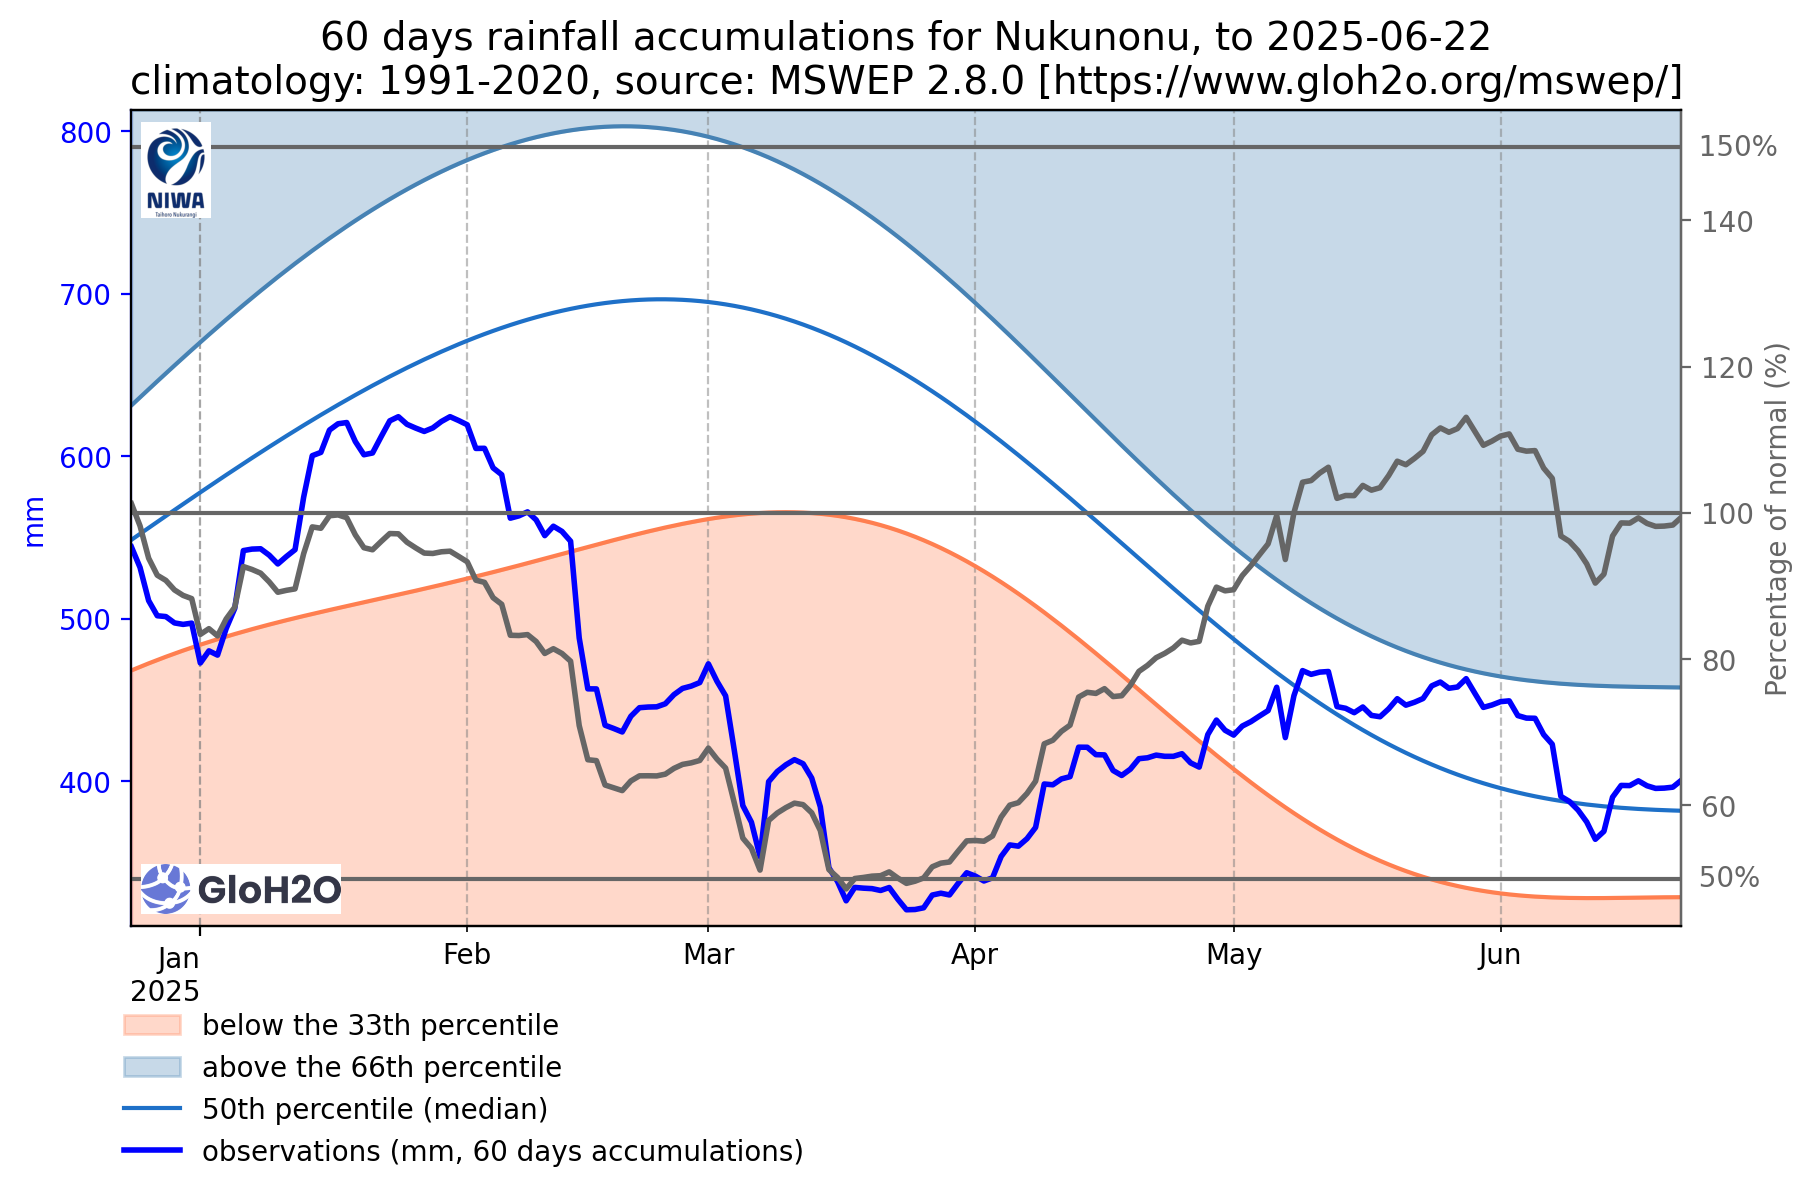 60 days rainfall accumulations for Nukunonu, to 2025-06-22
climatology: 1991-2020, source: MSWEP 2.8.0 [https://www.gloh2o.org/mswep/]
800
700
600
500
400
mm
150%
140
120
100
80
60
50%
Percentage of normal (%)
NIWA
Taihoro Nukurangi
GloH2O
Jan
2025
Feb
Mar
Apr
May
Jun
below the 33th percentile
above the 66th percentile
50th percentile (median)
observations (mm, 60 days accumulations)